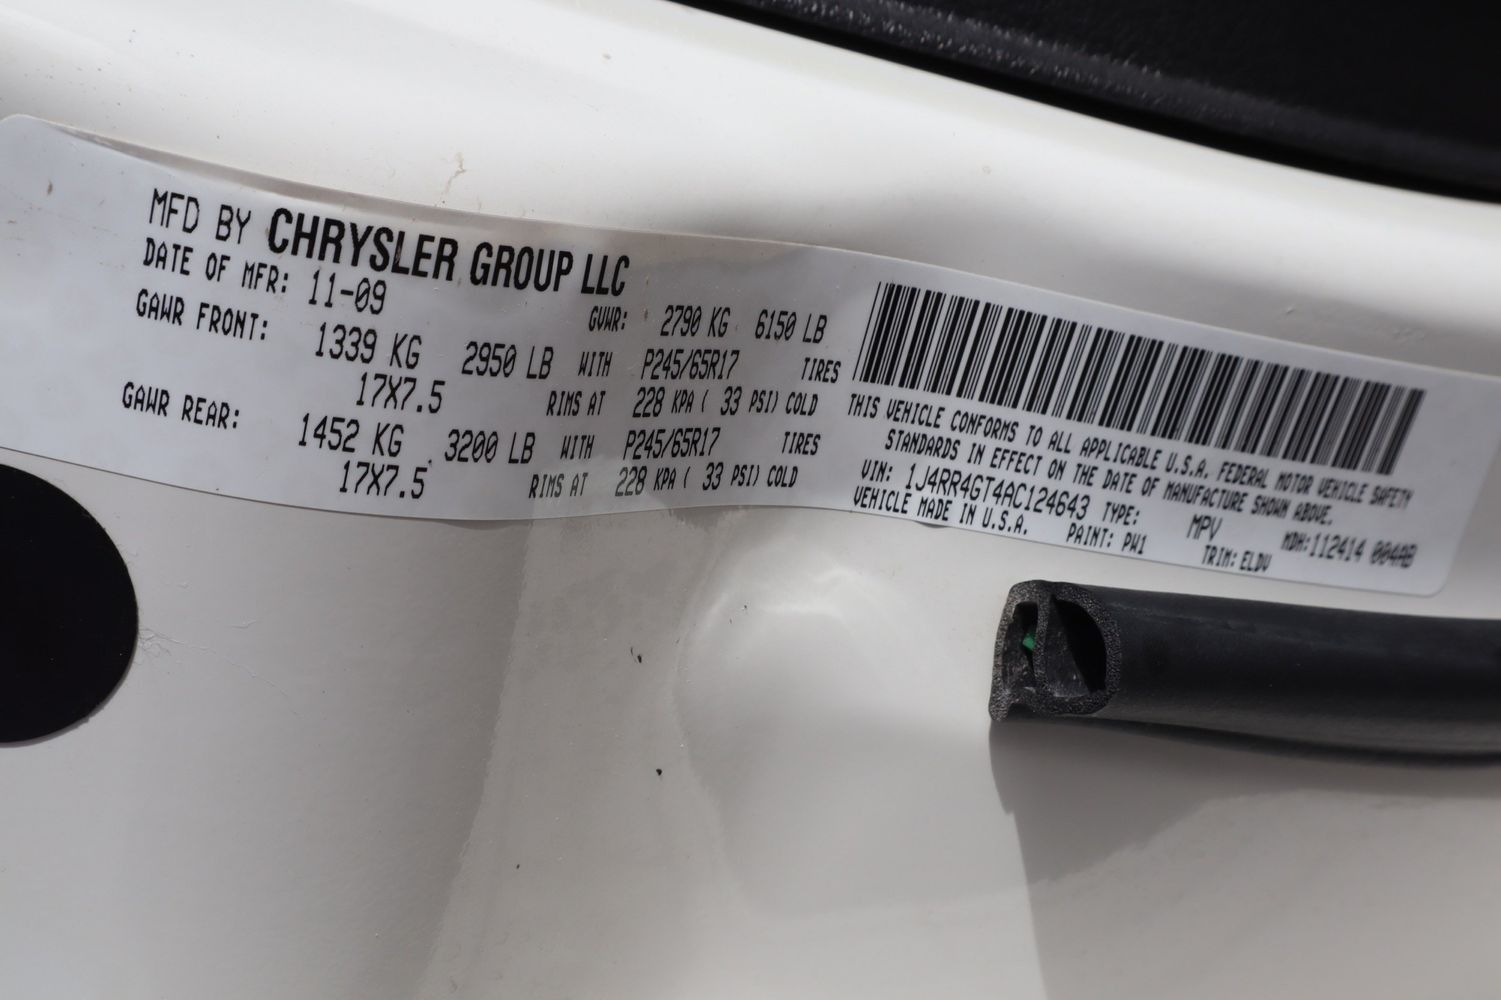 MFD BY CHRYSLER GROUP LLC
DATE OF MFR: 11-09 GVWR: 2790 KG 6150 LB
GAWR FRONT: 1339 KG 2950 LB WITH P245/65R17 TIRES
17X7.5 RIMS AT 228 KPA ( 33 PSI) COLD
GAWR REAR: 1452 KG 3200 LB WITH P245/65R17 TIRES
17X7.5 RIMS AT 228 KPA ( 33 PSI) COLD
THIS VEHICLE CONFORMS TO ALL APPLICABLE U.S.A. FEDERAL MOTOR VEHICLE SAFETY
STANDARDS IN EFFECT ON THE DATE OF MANUFACTURE SHOWN ABOVE.
VIN: 1J4RR4GT4AC124643 TYPE: MPV MDH:112414 004AB
VEHICLE MADE IN U.S.A. PAINT: PW1 TRIM: ELDV